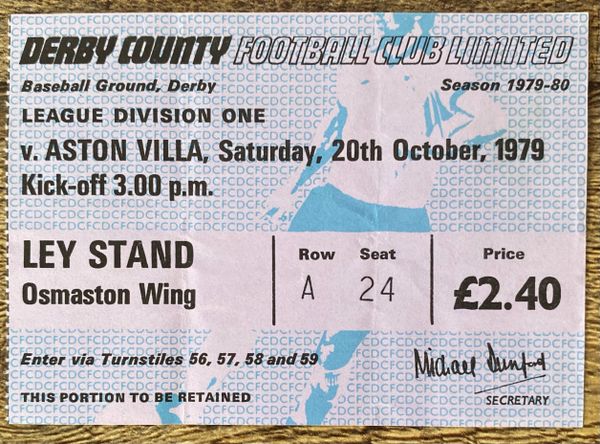 DERBY COUNTY FOOTBALL CLUB LIMITED
Baseball Ground, Derby
Season 1979-80
LEAGUE DIVISION ONE
v. ASTON VILLA, Saturday, 20th October, 1979
Kick-off 3.00 p.m.
LEY STAND
Osmaston Wing
Row
A
Seat
24
Price
£2.40
Enter via Turnstiles 56, 57, 58 and 59
Michael Dunford
SECRETARY
THIS PORTION TO BE RETAINED